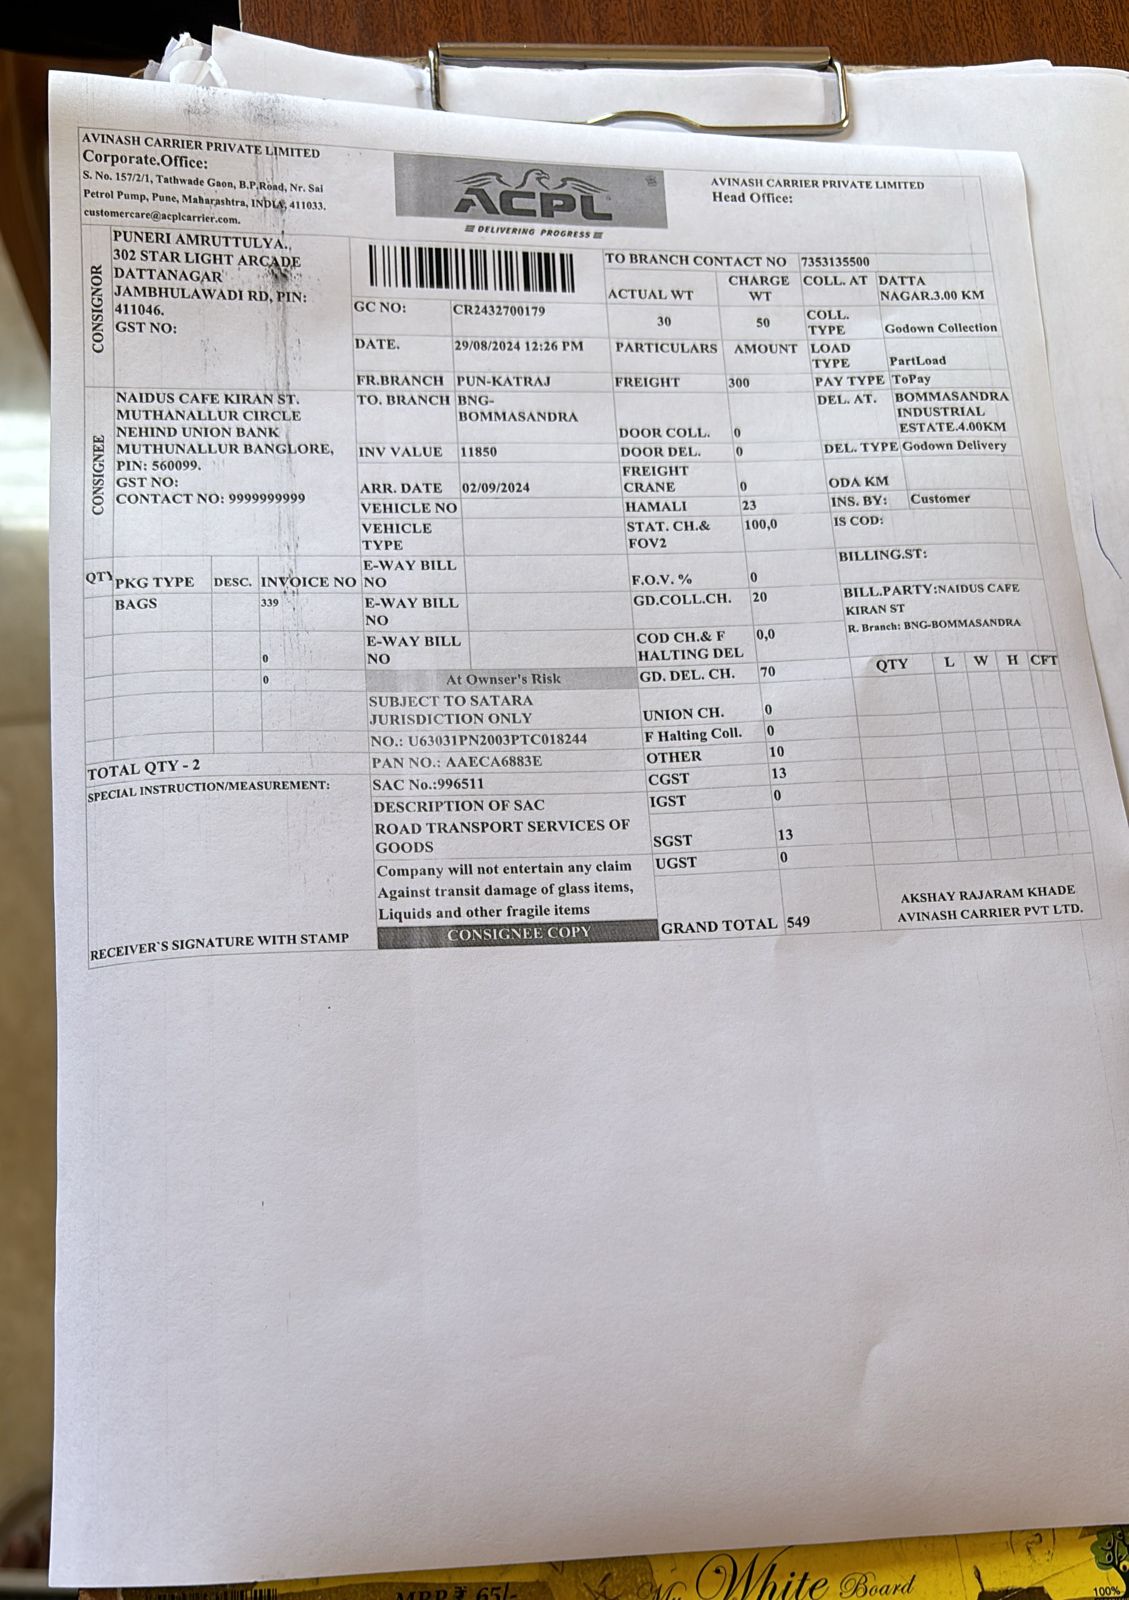 AVINASH CARRIER PRIVATE LIMITED
Corporate.Office:
S. No. 157/2/1, Tathwade Gaon, B.P.Road, Nr. Sai
Petrol Pump, Pune, Maharashtra, INDIA, 411033.
customercare@acplcarrier.com.
ACPL
DELIVERING PROGRESS
AVINASH CARRIER PRIVATE LIMITED
Head Office:
CONSIGNOR
PUNERI AMRUTTULYA.,
302 STAR LIGHT ARCADE
DATTANAGAR
JAMBHULAWADI RD, PIN:
411046.
GST NO:
CONSIGNEE
NAIDUS CAFE KIRAN ST.
MUTHANALLUR CIRCLE
NEHIND UNION BANK
MUTHUNALLUR BANGLORE,
PIN: 560099.
GST NO:
CONTACT NO: 9999999999
GC NO: CR2432700179
DATE. 29/08/2024 12:26 PM
FR.BRANCH PUN-KATRAJ
TO. BRANCH BNG-
BOMMASANDRA
INV VALUE 11850
ARR. DATE 02/09/2024
VEHICLE NO
VEHICLE
TYPE
E-WAY BILL
NO
E-WAY BILL
NO
E-WAY BILL
NO
TO BRANCH CONTACT NO 7353135500
ACTUAL WT CHARGE
WT
30 50
PARTICULARS AMOUNT
FREIGHT 300
DOOR COLL. 0
DOOR DEL. 0
FREIGHT
CRANE 0
HAMALI 23
STAT. CH.& 100,0
FOV2
F.O.V. % 0
GD.COLL.CH. 20
COD CH.& F 0,0
HALTING DEL
GD. DEL. CH. 70
UNION CH. 0
F Halting Coll. 0
OTHER 10
CGST 13
IGST 0
SGST 13
UGST 0
GRAND TOTAL 549
COLL. AT DATTA
NAGAR.3.00 KM
COLL.
TYPE Godown Collection
LOAD
TYPE PartLoad
PAY TYPE ToPay
DEL. AT. BOMMASANDRA
INDUSTRIAL
ESTATE.4.00KM
DEL. TYPE Godown Delivery
ODA KM
INS. BY: Customer
IS COD:
BILLING.ST:
BILL.PARTY:NAIDUS CAFE
KIRAN ST
R. Branch: BNG-BOMMASANDRA
QTY L W H CFT
QTY PKG TYPE DESC. INVOICE NO
BAGS 339
0
0
TOTAL QTY - 2
SPECIAL INSTRUCTION/MEASUREMENT:
RECEIVER`S SIGNATURE WITH STAMP
At Ownser's Risk
SUBJECT TO SATARA
JURISDICTION ONLY
NO.: U63031PN2003PTC018244
PAN NO.: AAECA6883E
SAC No.:996511
DESCRIPTION OF SAC
ROAD TRANSPORT SERVICES OF
GOODS
Company will not entertain any claim
Against transit damage of glass items,
Liquids and other fragile items
CONSIGNEE COPY
AKSHAY RAJARAM KHADE
AVINASH CARRIER PVT LTD.
MRP ₹ 65/-
My White Board
100%